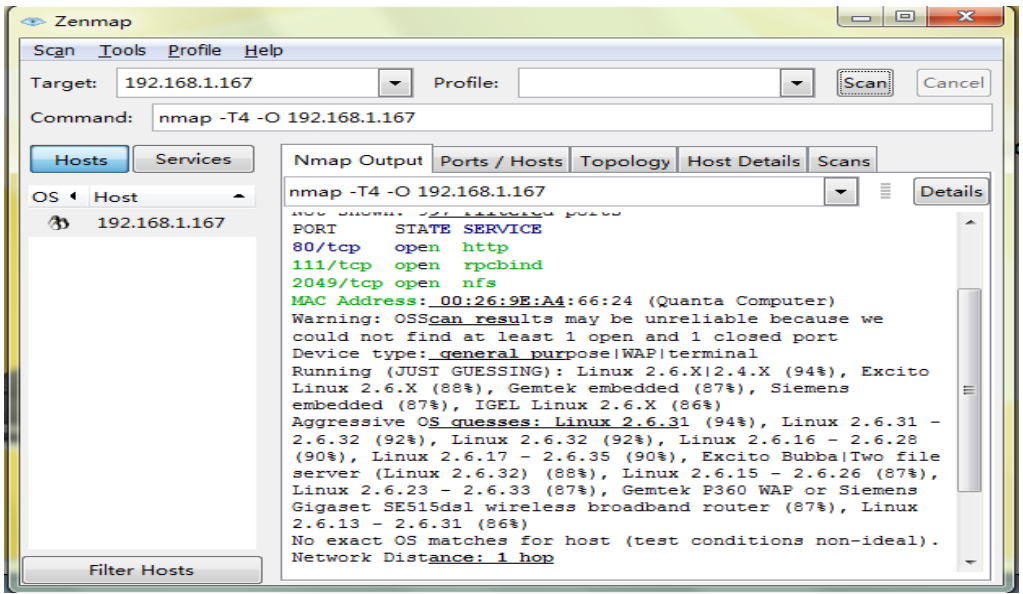 Zenmap
Scan Tools Profile Help
Target: 192.168.1.167 Profile: Scan Cancel
Command: nmap -T4 -O 192.168.1.167
Hosts Services
Nmap Output Ports / Hosts Topology Host Details Scans
OS Host
192.168.1.167
Filter Hosts
nmap -T4 -O 192.168.1.167 Details
Not shown: 997 filtered ports
PORT STATE SERVICE
80/tcp open http
111/tcp open rpcbind
2049/tcp open nfs
MAC Address: 00:26:9E:A4:66:24 (Quanta Computer)
Warning: OSScan results may be unreliable because we
could not find at least 1 open and 1 closed port
Device type: general purpose|WAP|terminal
Running (JUST GUESSING): Linux 2.6.X|2.4.X (94%), Excito
Linux 2.6.X (88%), Gemtek embedded (87%), Siemens
embedded (87%), IGEL Linux 2.6.X (86%)
Aggressive OS guesses: Linux 2.6.31 (94%), Linux 2.6.31 -
2.6.32 (92%), Linux 2.6.32 (92%), Linux 2.6.16 - 2.6.28
(90%), Linux 2.6.17 - 2.6.35 (90%), Excito Bubba|Two file
server (Linux 2.6.32) (88%), Linux 2.6.15 - 2.6.26 (87%),
Linux 2.6.23 - 2.6.33 (87%), Gemtek P360 WAP or Siemens
Gigaset SE515dsl wireless broadband router (87%), Linux
2.6.13 - 2.6.31 (86%)
No exact OS matches for host (test conditions non-ideal).
Network Distance: 1 hop